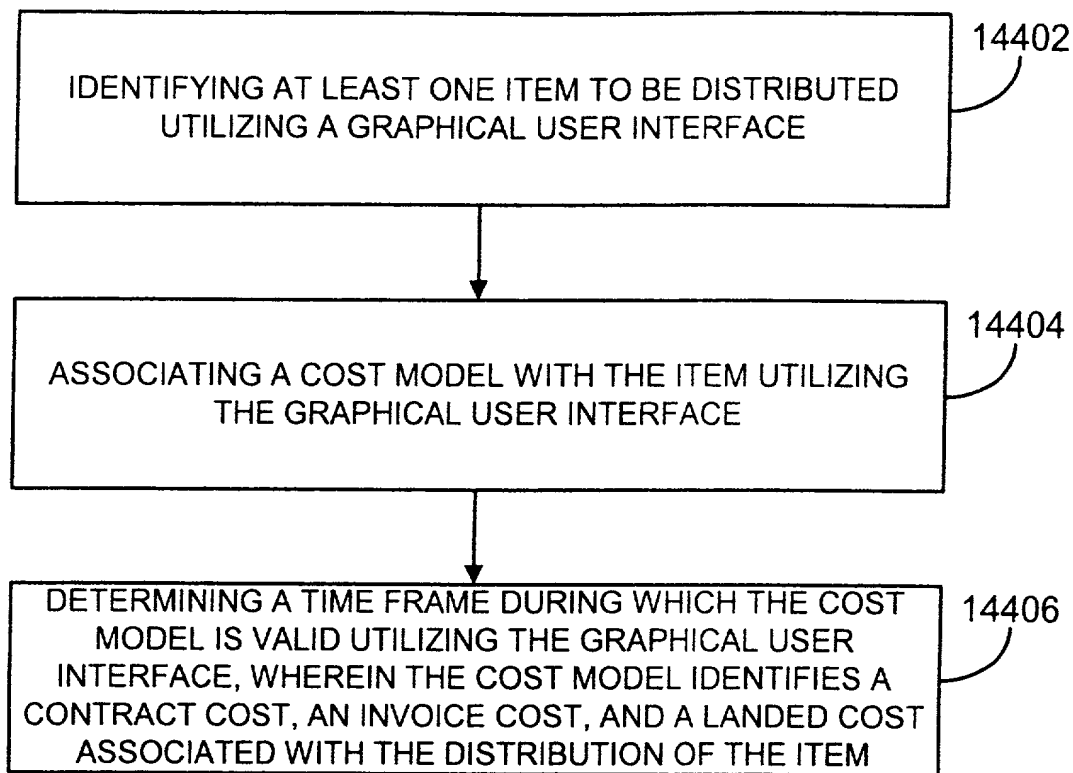 14402
IDENTIFYING AT LEAST ONE ITEM TO BE DISTRIBUTED
UTILIZING A GRAPHICAL USER INTERFACE
14404
ASSOCIATING A COST MODEL WITH THE ITEM UTILIZING
THE GRAPHICAL USER INTERFACE
14406
DETERMINING A TIME FRAME DURING WHICH THE COST
MODEL IS VALID UTILIZING THE GRAPHICAL USER
INTERFACE, WHEREIN THE COST MODEL IDENTIFIES A
CONTRACT COST, AN INVOICE COST, AND A LANDED COST
ASSOCIATED WITH THE DISTRIBUTION OF THE ITEM